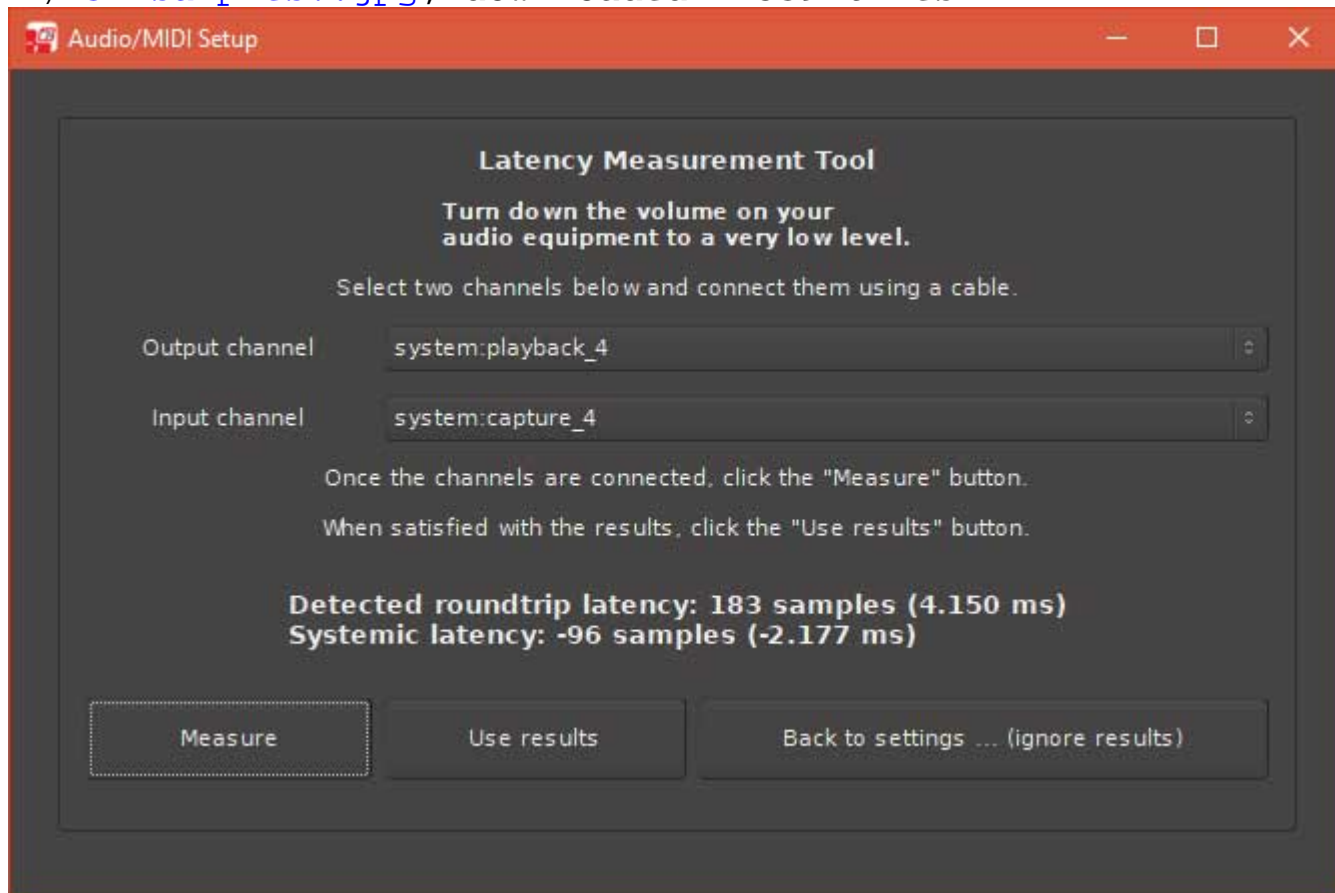 Audio/MIDI Setup
Latency Measurement Tool
Turn down the volume on your
audio equipment to a very low level.
Select two channels below and connect them using a cable.
Output channel system:playback_4
Input channel system:capture_4
Once the channels are connected, click the "Measure" button.
When satisfied with the results, click the "Use results" button.
Detected roundtrip latency: 183 samples (4.150 ms)
Systemic latency: -96 samples (-2.177 ms)
Measure Use results Back to settings ... (ignore results)